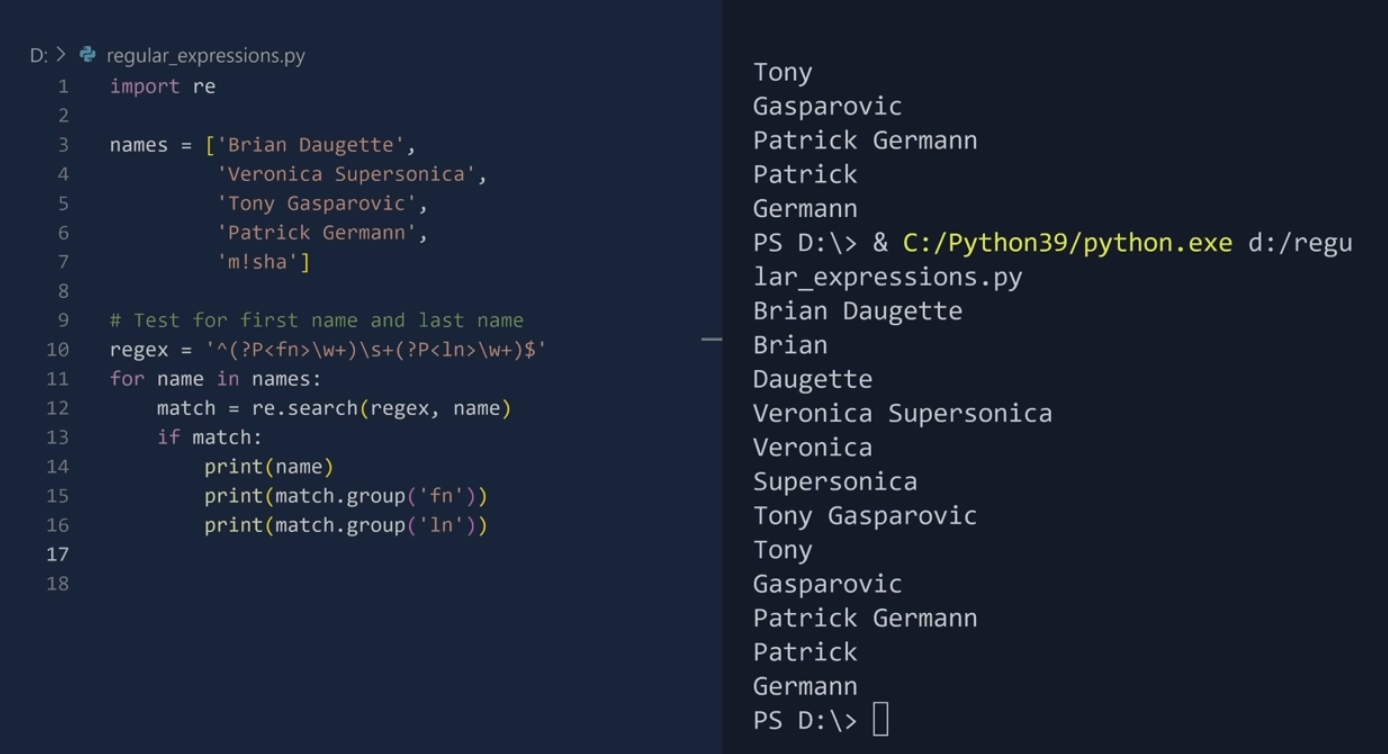 D: > regular_expressions.py
1 import re
2
3 names = ['Brian Daugette',
4 'Veronica Supersonica',
5 'Tony Gasparovic',
6 'Patrick Germann',
7 'm!sha']
8
9 # Test for first name and last name
10 regex = '^(?P<fn>\w+)\s+(?P<ln>\w+)$'
11 for name in names:
12 match = re.search(regex, name)
13 if match:
14 print(name)
15 print(match.group('fn'))
16 print(match.group('ln'))
17
18
Tony
Gasparovic
Patrick Germann
Patrick
Germann
PS D:\> & C:/Python39/python.exe d:/regu
lar_expressions.py
Brian Daugette
Brian
Daugette
Veronica Supersonica
Veronica
Supersonica
Tony Gasparovic
Tony
Gasparovic
Patrick Germann
Patrick
Germann
PS D:\>